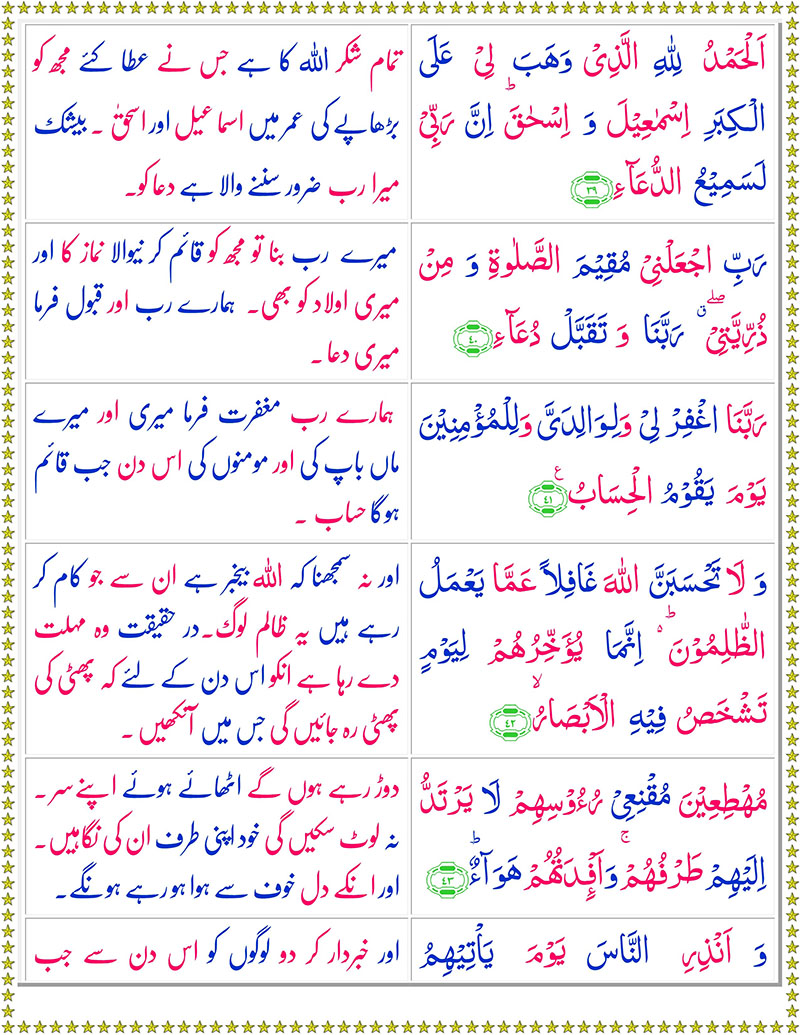 اَلْحَمْدُ لِلّٰهِ الَّذِیْ وَهَبَ لِیْ عَلَی
الْکِبَرِ اِسْمٰعِیْلَ وَ اِسْحٰقَ ؕ اِنَّ رَبِّیْ
لَسَمِیْعُ الدُّعَآءِ ﴿۳۹﴾
تمام شکر اللہ کا ہے جس نے عطا کئے مجھ کو
بڑھاپے کی عمر میں اسماعیل اور اسحٰق ۔ بیشک
میرا رب ضرور سننے والا ہے دعا کو۔
رَبِّ اجْعَلْنِیْ مُقِیْمَ الصَّلٰوةِ وَ مِنْ
ذُرِّیَّتِیْ ۖۗ رَبَّنَا وَ تَقَبَّلْ دُعَآءِ ﴿۴۰﴾
میرے رب بنا تو مجھ کو قائم کرنیوالا نماز کا اور
میری اولاد کو بھی۔ ہمارے رب اور قبول فرما
میری دعا ۔
رَبَّنَا اغْفِرْ لِیْ وَلِوَالِدَیَّ وَلِلْمُؤْمِنِیْنَ
یَوْمَ یَقُوْمُ الْحِسَابُ ﴿۴۱﴾ ع
ہمارے رب مغفرت فرما میری اور میرے
ماں باپ کی اور مومنوں کی اس دن جب قائم
ہوگا حساب ۔
وَ لَا تَحْسَبَنَّ اللّٰهَ غَافِلًا عَمَّا یَعْمَلُ
الظّٰلِمُوْنَ ؕ۬ اِنَّمَا یُؤَخِّرُهُمْ لِیَوْمٍ
تَشْخَصُ فِیْهِ الْاَبْصَارُ ۙ﴿۴۲﴾
اور نہ سمجھنا کہ اللہ بیخبر ہے ان سے جو کام کر
رہے ہیں یہ ظالم لوگ۔ در حقیقت وہ مہلت
دے رہا ہے انکو اس دن کے لئے کہ پھٹی کی
پھٹی رہ جائیں گی جس میں آنکھیں ۔
مُهْطِعِیْنَ مُقْنِعِیْ رُءُوْسِهِمْ لَا یَرْتَدُّ
اِلَیْهِمْ طَرْفُهُمْ ۚ وَاَفْـِٕدَتُهُمْ هَوَآءٌ ؕ﴿۴۳﴾
دوڑ رہے ہوں گے اٹھائے ہوئے اپنے سر ۔
نہ لوٹ سکیں گی خود اپنی طرف ان کی نگاہیں۔
اور انکے دل خوف سے ہوا ہو رہے ہونگے۔
وَ اَنْذِرِ النَّاسَ یَوْمَ یَاْتِیْهِمُ
اور خبردار کر دو لوگوں کو اس دن سے جب